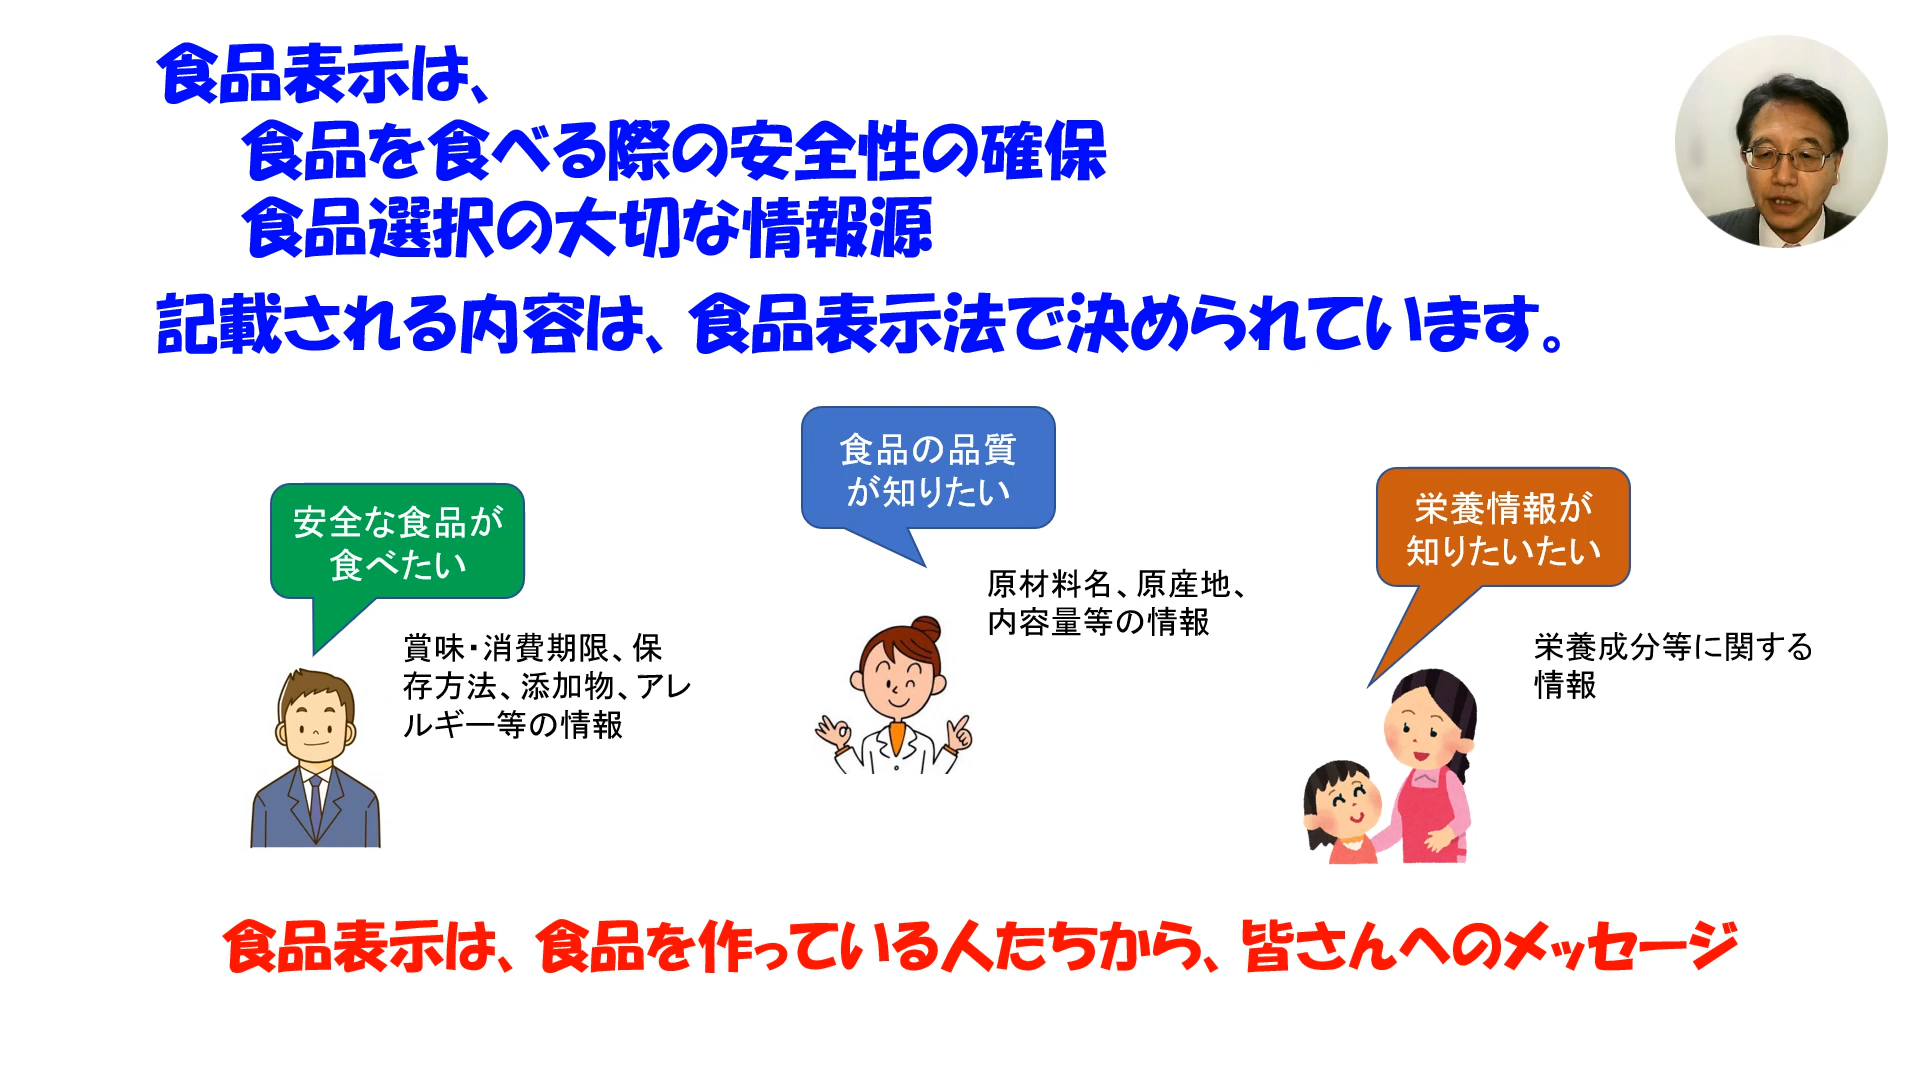 食品表示は、
食品を食べる際の安全性の確保
食品選択の大切な情報源
記載される内容は、食品表示法で決められています。
安全な食品が
食べたい
賞味・消費期限、保
存方法、添加物、アレ
ルギー等の情報
食品の品質
が知りたい
原材料名、原産地、
内容量等の情報
栄養情報が
知りたいたい
栄養成分等に関する
情報
食品表示は、食品を作っている人たちから、皆さんへのメッセージ